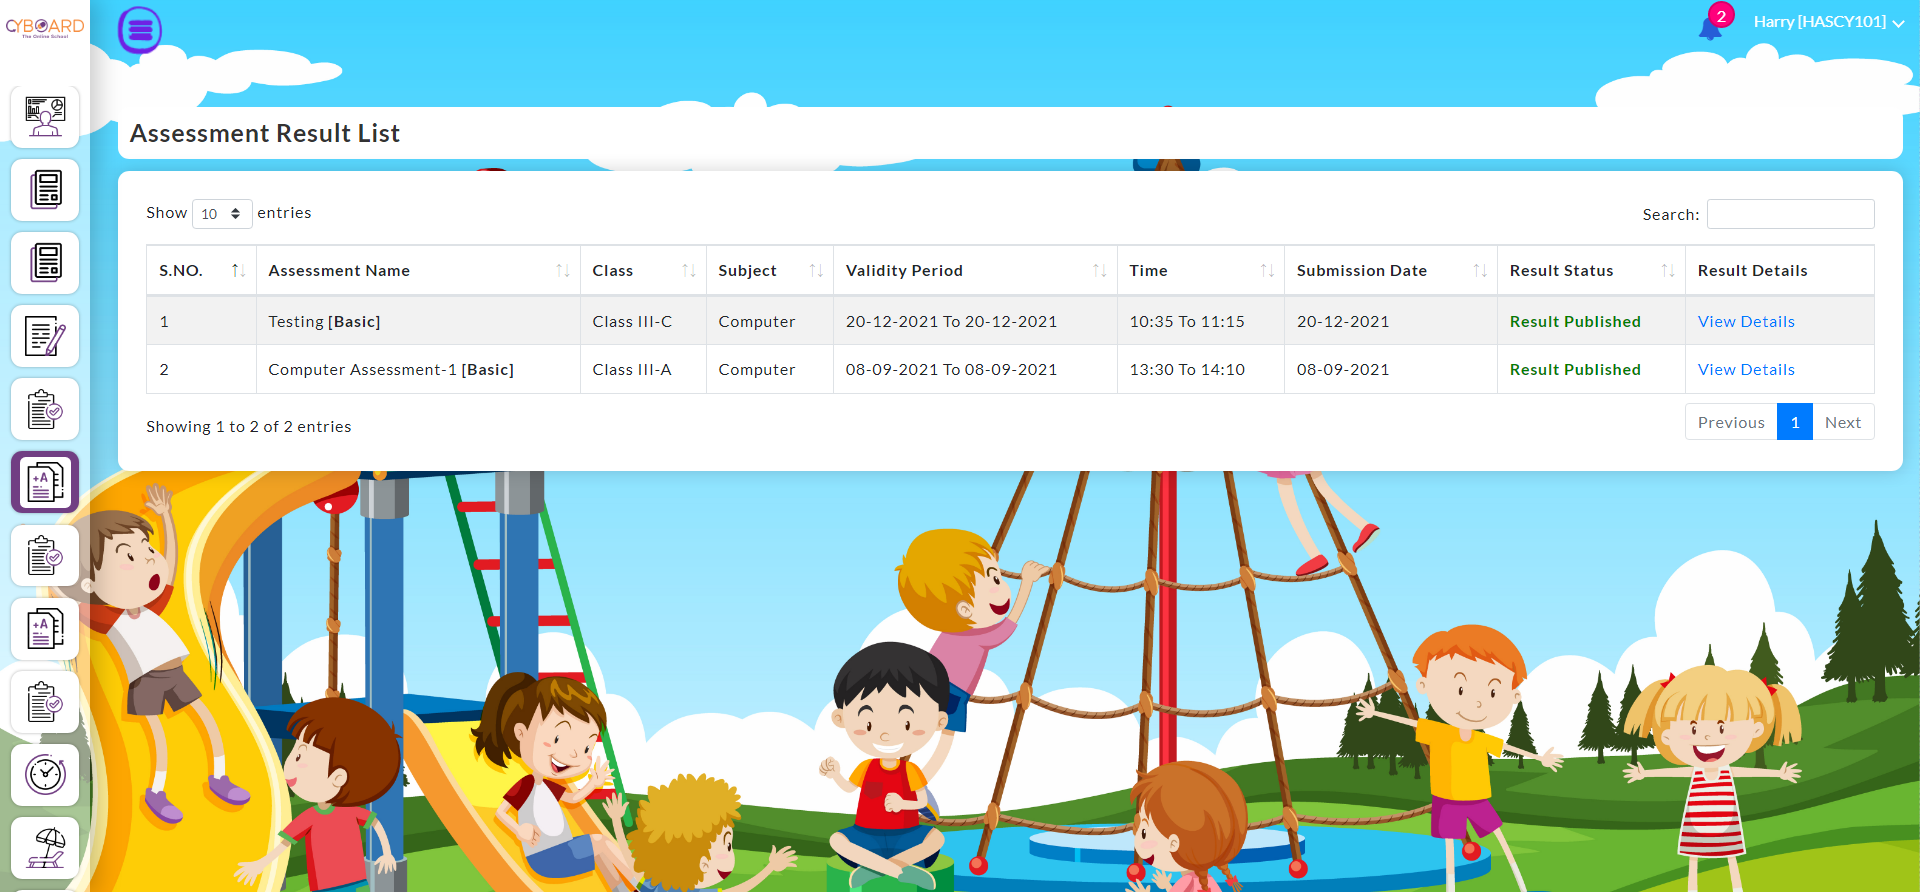 CYBOARD
The Online School
2
Harry [HASCY101]
Assessment Result List
Show 10 entries
Search:
S.NO. Assessment Name Class Subject Validity Period Time Submission Date Result Status Result Details
1 Testing [Basic] Class III-C Computer 20-12-2021 To 20-12-2021 10:35 To 11:15 20-12-2021 Result Published View Details
2 Computer Assessment-1 [Basic] Class III-A Computer 08-09-2021 To 08-09-2021 13:30 To 14:10 08-09-2021 Result Published View Details
Showing 1 to 2 of 2 entries
Previous 1 Next
+A
+A